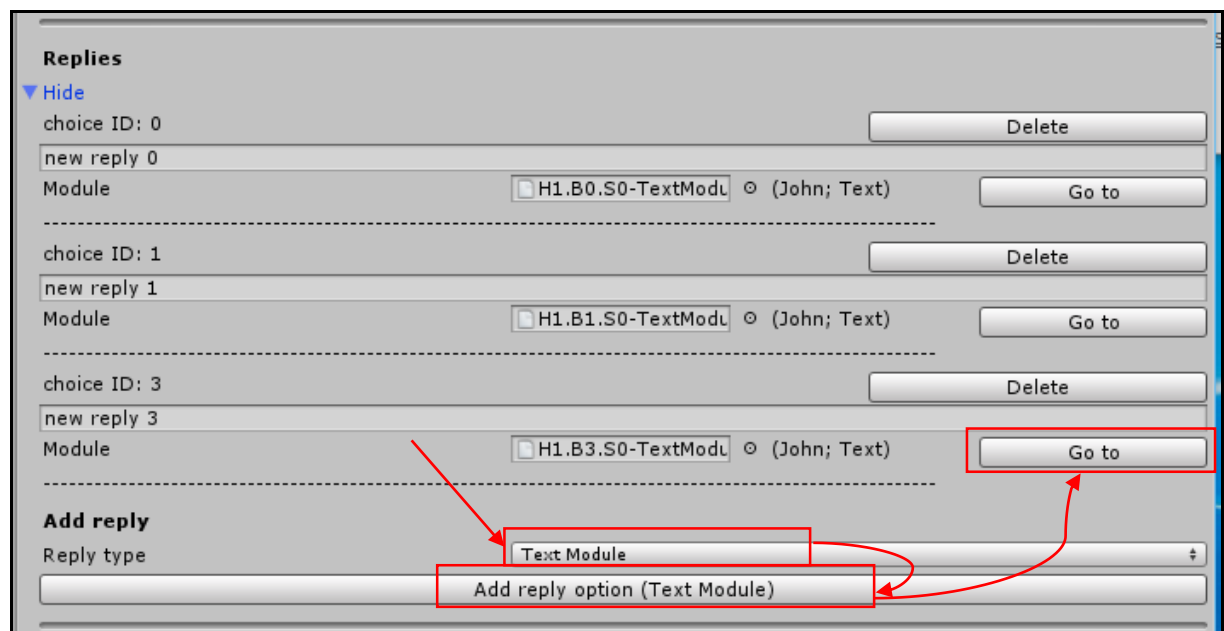 Replies
Hide
choice ID: 0 Delete
new reply 0
Module H1.B0.S0-TextModu (John; Text) Go to
choice ID: 1 Delete
new reply 1
Module H1.B1.S0-TextModu (John; Text) Go to
choice ID: 3 Delete
new reply 3
Module H1.B3.S0-TextModu (John; Text) Go to
Add reply
Reply type Text Module
Add reply option (Text Module)